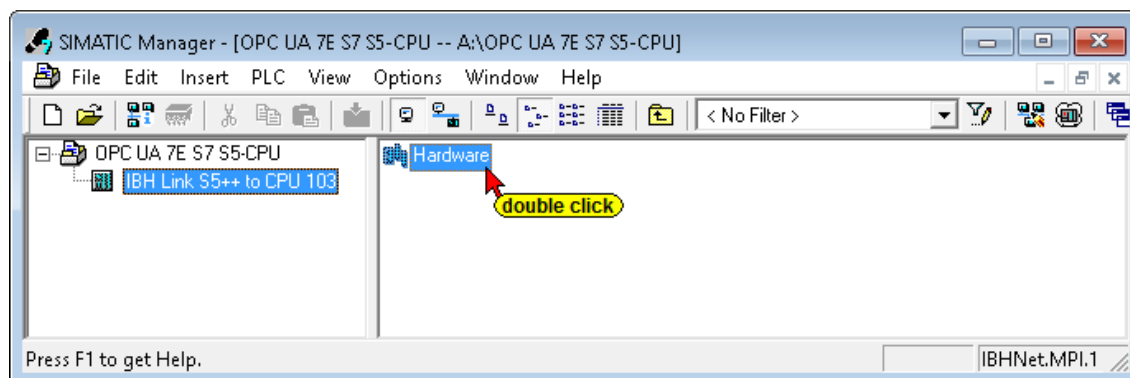 SIMATIC Manager - [OPC UA 7E S7 S5-CPU -- A:\OPC UA 7E S7 S5-CPU]
File Edit Insert PLC View Options Window Help
< No Filter >
OPC UA 7E S7 S5-CPU
IBH Link S5++ to CPU 103
Hardware
double click
Press F1 to get Help.
IBHNet.MPI.1